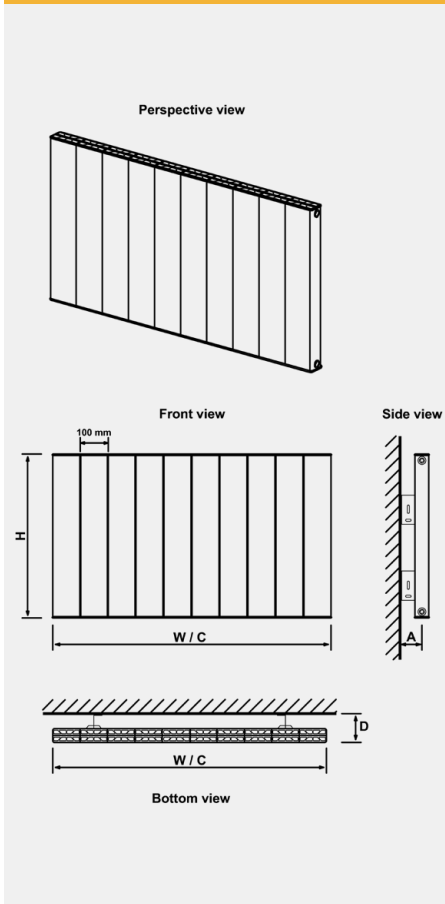 Perspective view
Front view
Side view
100 mm
H
W / C
A
D
W / C
Bottom view